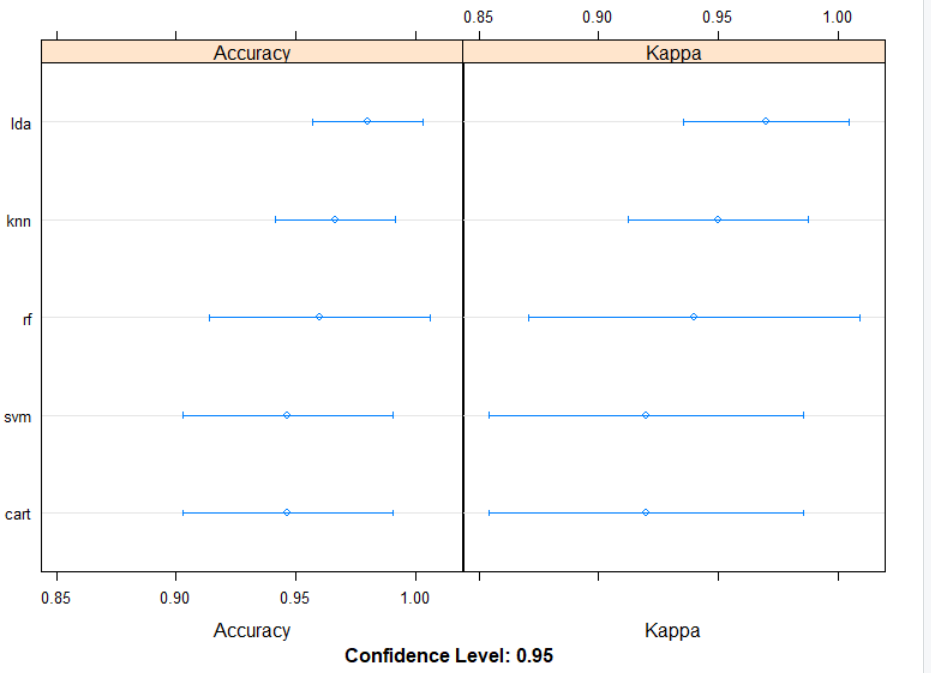 0.85 0.90 0.95 1.00
Accuracy Kappa
lda
knn
rf
svm
cart
0.85 0.90 0.95 1.00
Accuracy Kappa
Confidence Level: 0.95